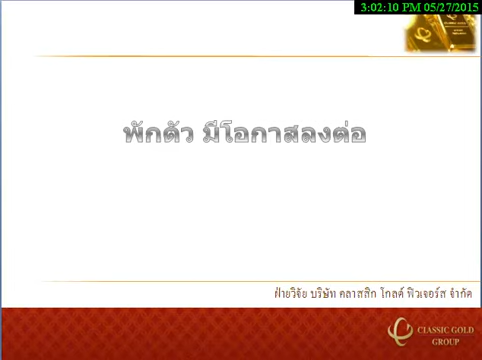 3:02:10 PM 05/27/2015
พักตัว มีโอกาสลงต่อ
ฝ่ายวิจัย บริษัท คลาสสิก โกลด์ ฟิวเจอร์ส จำกัด
CLASSIC GOLD
GROUP